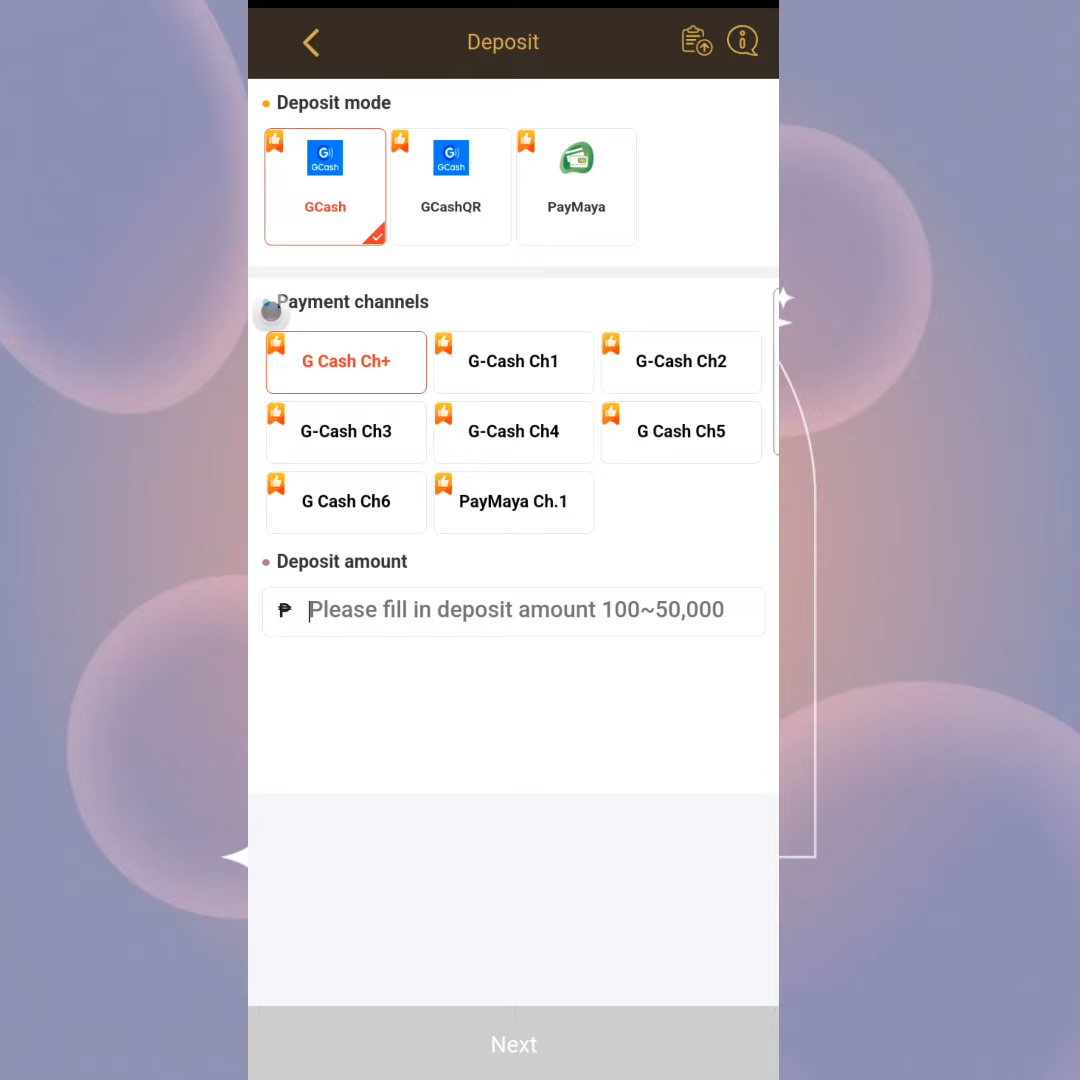 Deposit
Deposit mode
G
GCash
G
GCash
GCash
GCashQR
PayMaya
Payment channels
G Cash Ch+
G-Cash Ch1
G-Cash Ch2
G-Cash Ch3
G-Cash Ch4
G Cash Ch5
G Cash Ch6
PayMaya Ch.1
Deposit amount
₱ Please fill in deposit amount 100~50,000
Next